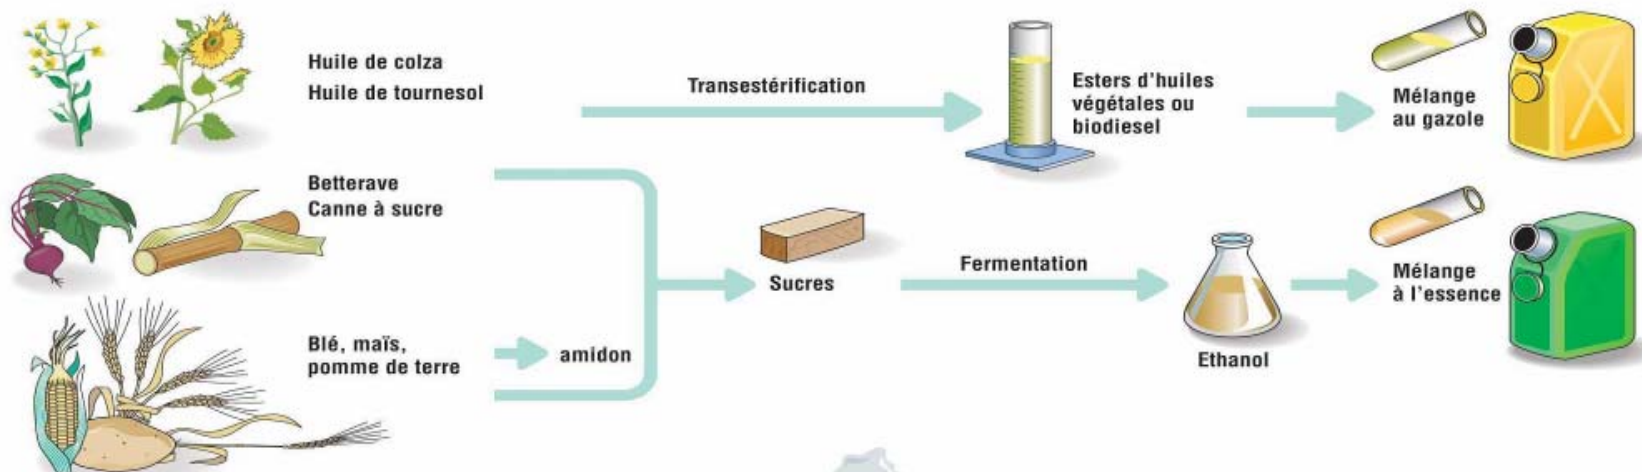 Huile de colza
Huile de tournesol
Transestérification
Esters d'huiles
végétales ou
biodiesel
Mélange
au gazole
Betterave
Canne à sucre
Sucres
Fermentation
Ethanol
Mélange
à l'essence
Blé, maïs,
pomme de terre
amidon